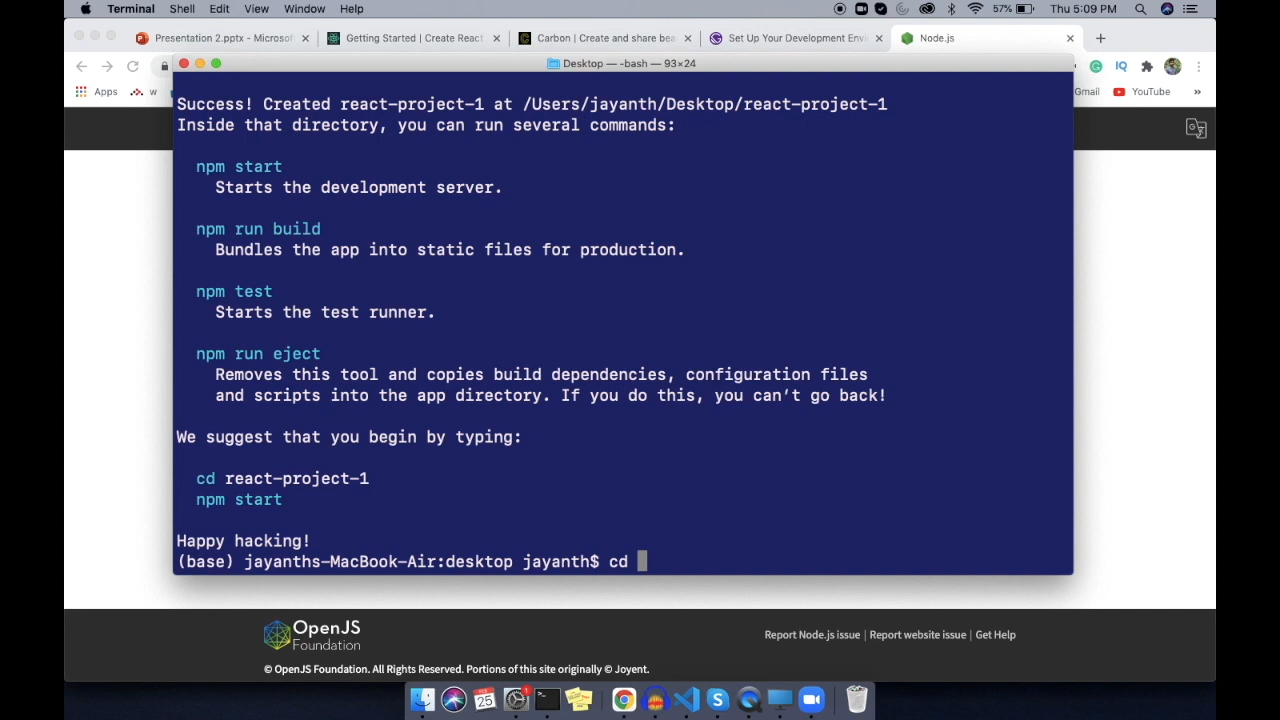 Terminal Shell Edit View Window Help 57% Thu 5:09 PM
Presentation 2.pptx - Microsof
Getting Started | Create React
Carbon | Create and share bea
Set Up Your Development Envi
Node.js
Desktop — -bash — 93×24
Apps w Gmail YouTube »
Success! Created react-project-1 at /Users/jayanth/Desktop/react-project-1
Inside that directory, you can run several commands:
npm start
Starts the development server.
npm run build
Bundles the app into static files for production.
npm test
Starts the test runner.
npm run eject
Removes this tool and copies build dependencies, configuration files
and scripts into the app directory. If you do this, you can't go back!
We suggest that you begin by typing:
cd react-project-1
npm start
Happy hacking!
(base) jayanths-MacBook-Air:desktop jayanth$ cd
OpenJS
Foundation
Report Node.js issue | Report website issue | Get Help
© OpenJS Foundation. All Rights Reserved. Portions of this site originally © Joyent.
FEB
25
1